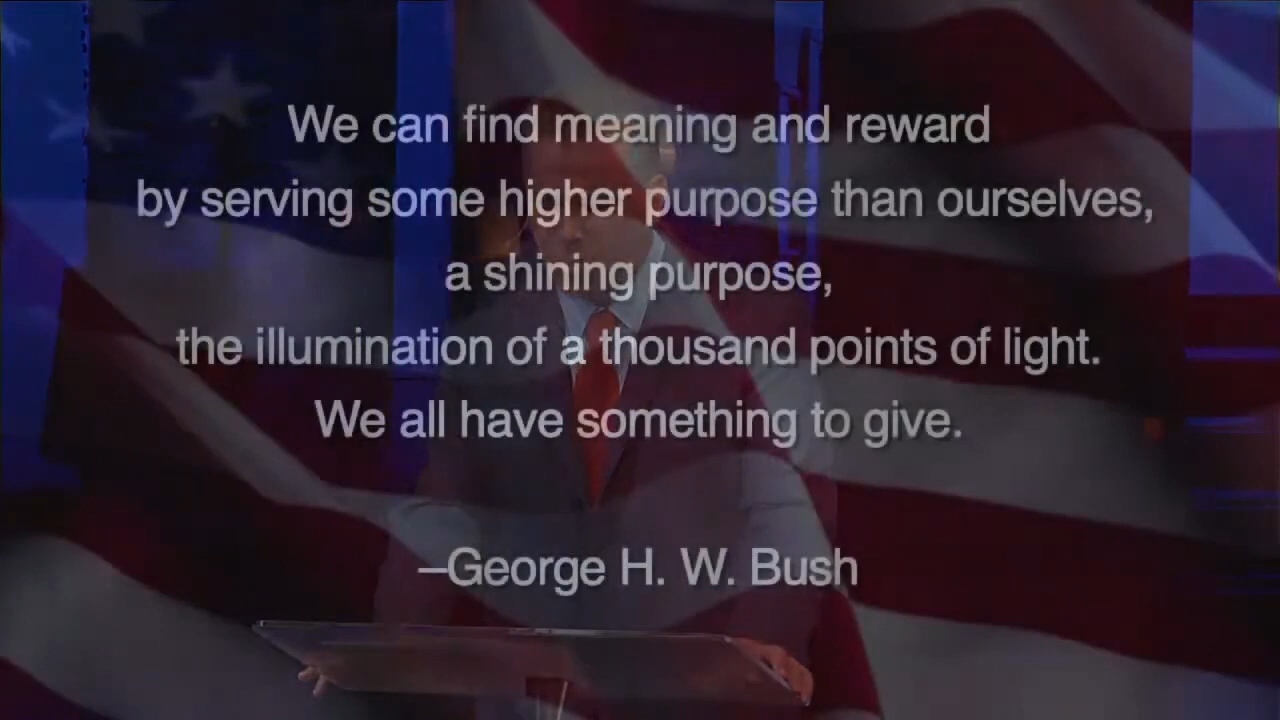 We can find meaning and reward
by serving some higher purpose than ourselves,
a shining purpose,
the illumination of a thousand points of light.
We all have something to give.
–George H. W. Bush